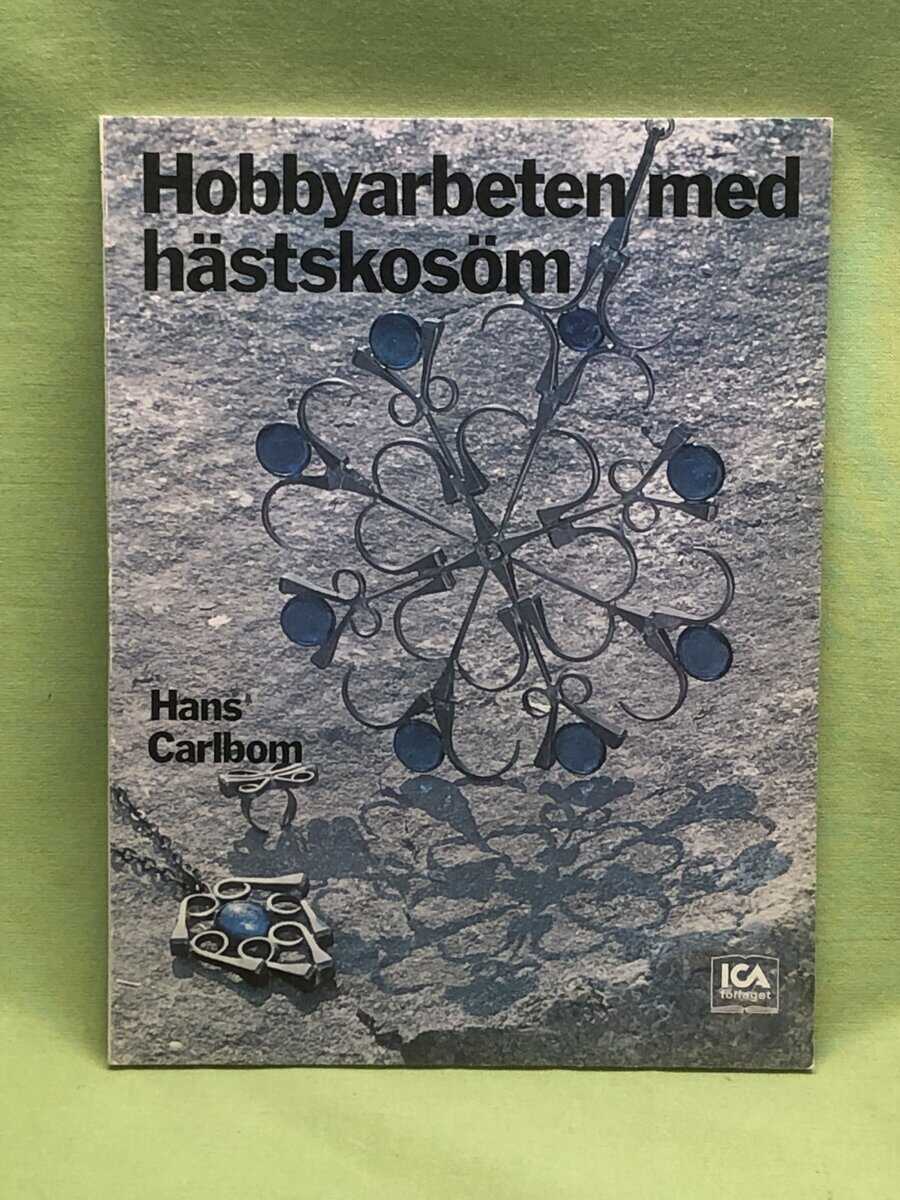 Hobbyarbeten med
hästskosöm
Hans
Carlbom
ICA
förlaget